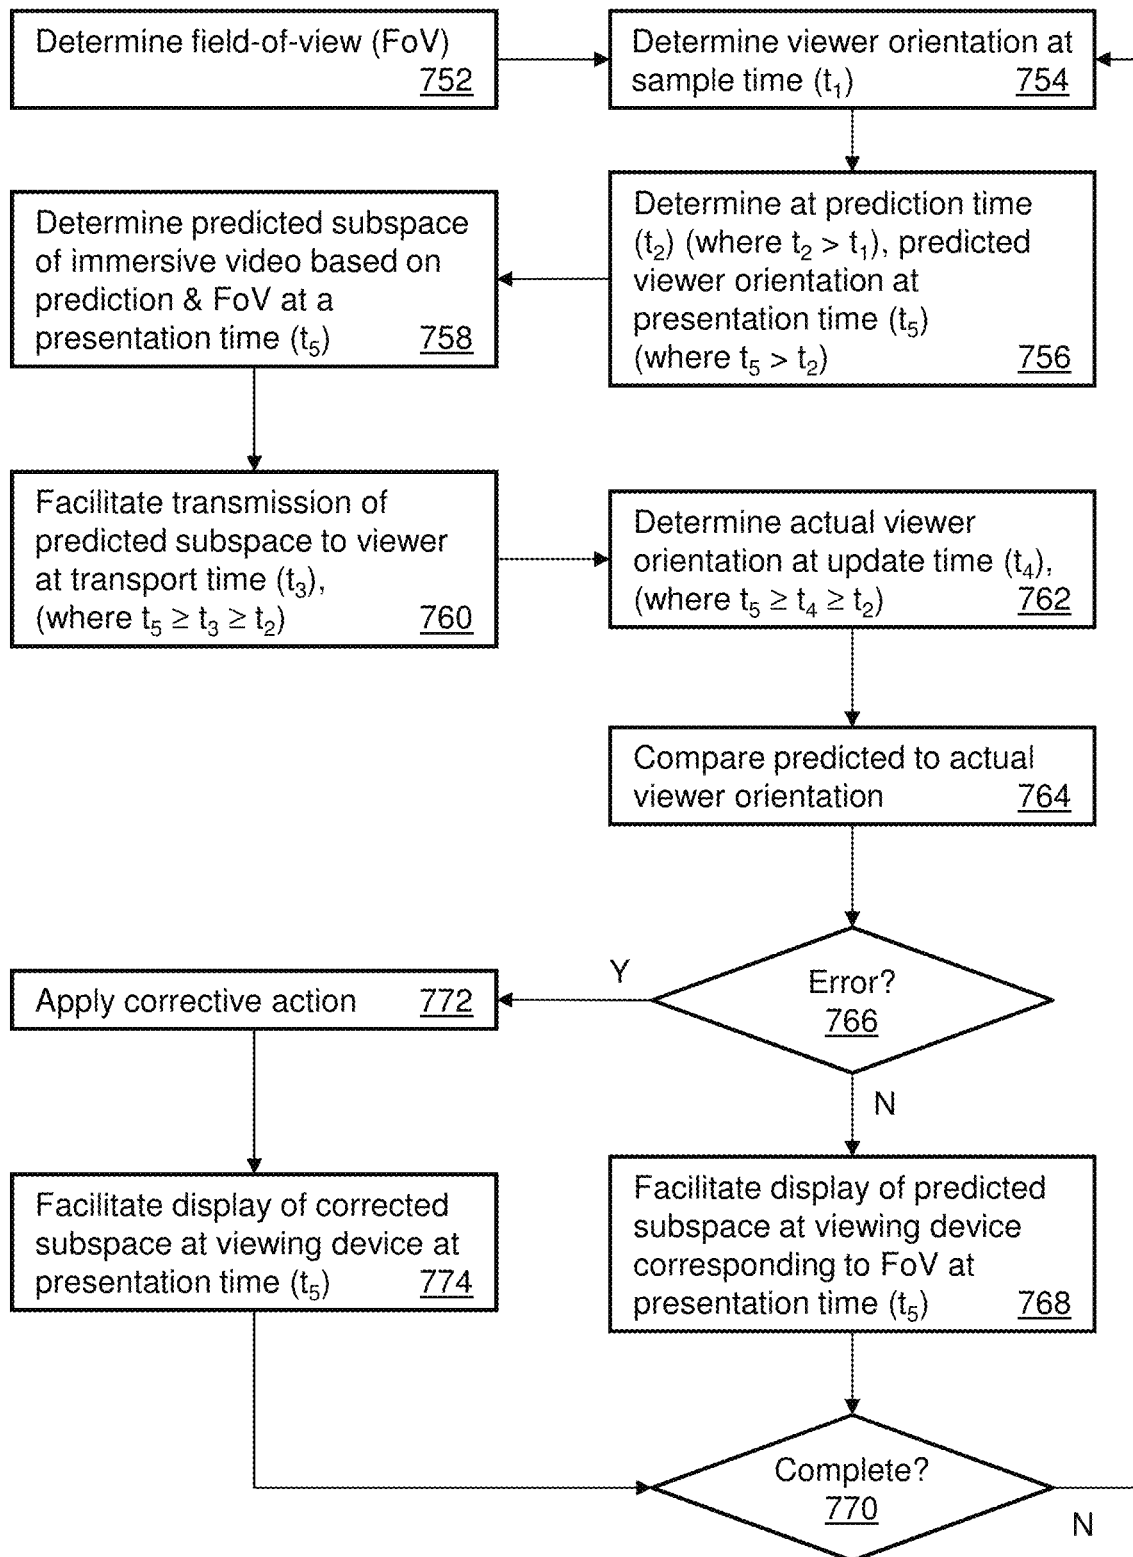 Determine field-of-view (FoV)
752
Determine viewer orientation at
sample time (t₁) 754
Determine at prediction time
(t₂) (where t₂ > t₁), predicted
viewer orientation at
presentation time (t₅)
(where t₅ > t₂) 756
Determine predicted subspace
of immersive video based on
prediction & FoV at a
presentation time (t₅) 758
Facilitate transmission of
predicted subspace to viewer
at transport time (t₃),
(where t₅ ≥ t₃ ≥ t₂) 760
Determine actual viewer
orientation at update time (t₄),
(where t₅ ≥ t₄ ≥ t₂) 762
Compare predicted to actual
viewer orientation 764
Error?
766
Y
N
Apply corrective action 772
Facilitate display of corrected
subspace at viewing device at
presentation time (t₅) 774
Facilitate display of predicted
subspace at viewing device
corresponding to FoV at
presentation time (t₅) 768
Complete?
770
N